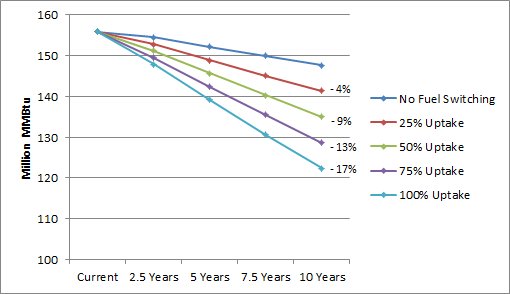 160
150
140
130
120
110
100
Million MMBtu
Current 2.5 Years 5 Years 7.5 Years 10 Years
- 4%
- 9%
- 13%
- 17%
No Fuel Switching
25% Uptake
50% Uptake
75% Uptake
100% Uptake